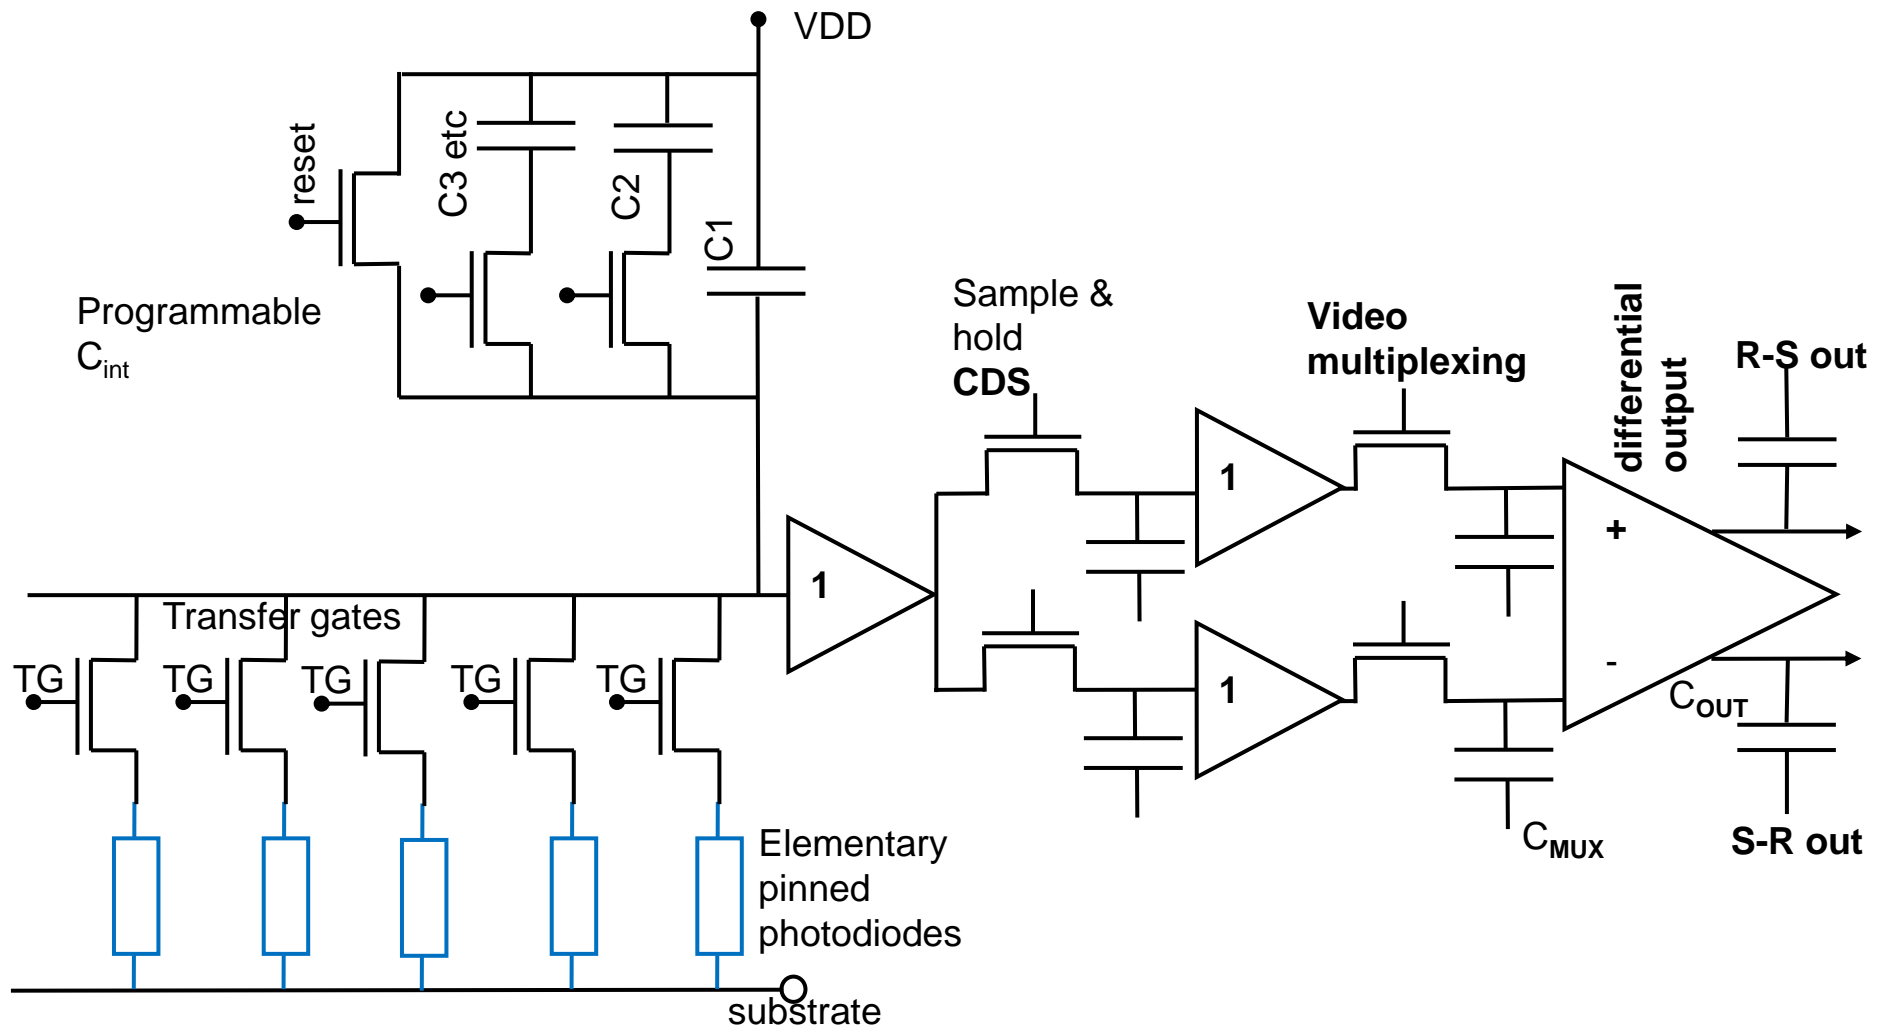 VDD
reset
C3 etc
C2
C1
Programmable
Cint
Sample &
hold
CDS
Video
multiplexing
differential
output
R-S out
1
1
+
Transfer gates
1
TG
TG
TG
TG
TG
1
-
COUT
Elementary
pinned
photodiodes
CMUX
S-R out
substrate